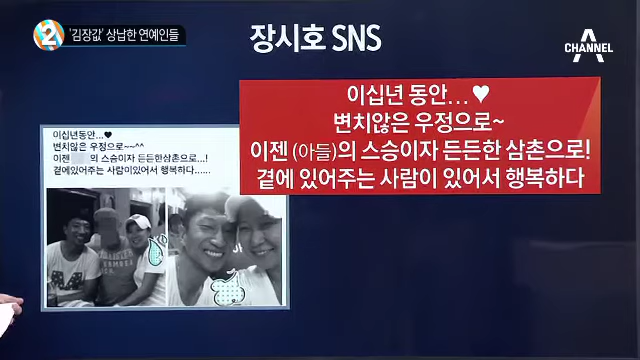 2
'김장값' 상납한 연예인들
장시호 SNS
CHANNEL
이십년 동안...♥
변치않은 우정으로~
이젠 (아들)의 스승이자 든든한 삼촌으로!
곁에 있어주는 사람이 있어서 행복하다
이십년동안...♥
변치않은 우정으로~~^^
이젠 의 스승이자 든든한삼촌으로...!
곁에 있어주는 사람이 있어서 행복하다......